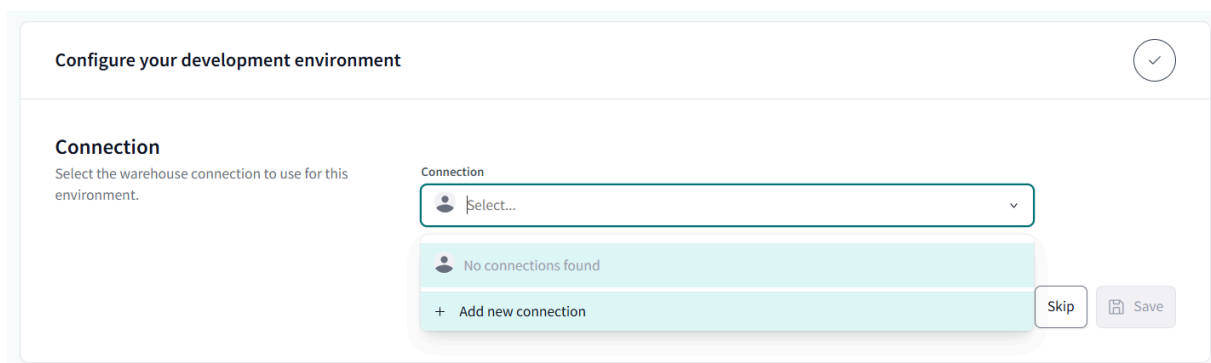 Configure your development environment
Connection
Select the warehouse connection to use for this
environment.
Connection
Select...
No connections found
+ Add new connection
Skip
Save